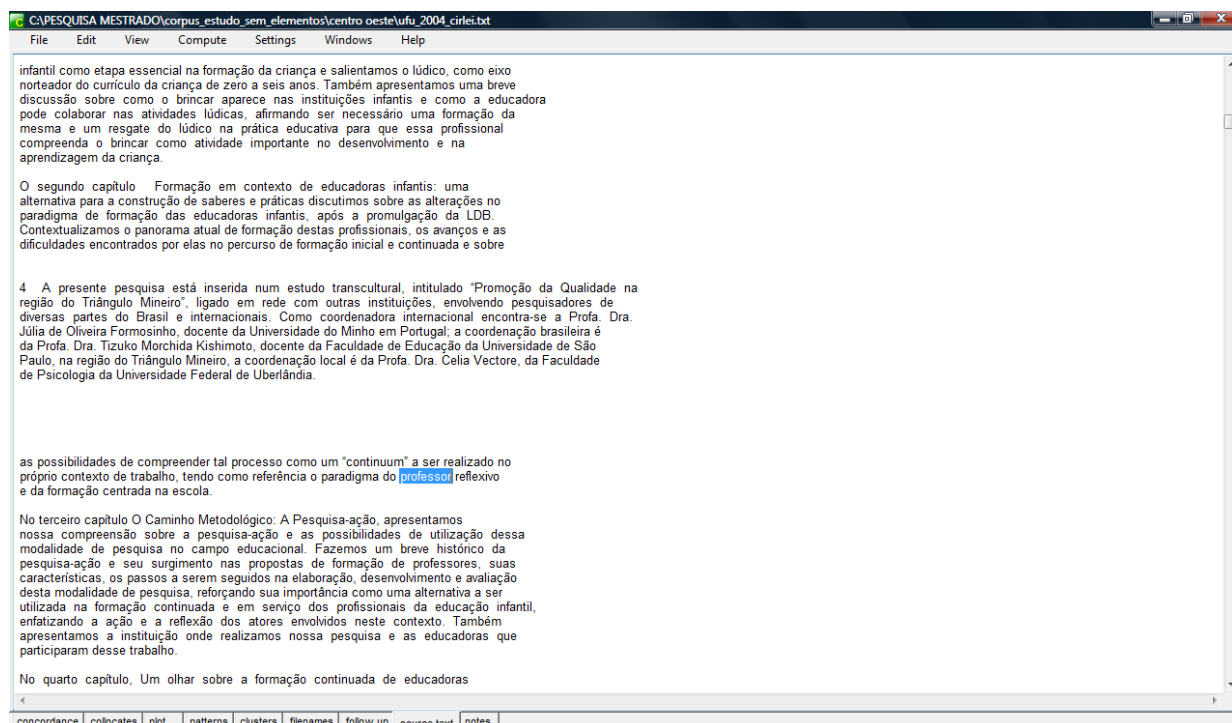 C:\PESQUISA MESTRADO\corpus_estudo_sem_elementos\centro oeste\ufu_2004_cirlei.txt
File Edit View Compute Settings Windows Help
infantil como etapa essencial na formação da criança e salientamos o lúdico, como eixo
norteador do currículo da criança de zero a seis anos. Também apresentamos uma breve
discussão sobre como o brincar aparece nas instituições infantis e como a educadora
pode colaborar nas atividades lúdicas, afirmando ser necessário uma formação da
mesma e um resgate do lúdico na prática educativa para que essa profissional
compreenda o brincar como atividade importante no desenvolvimento e na
aprendizagem da criança.
O segundo capítulo Formação em contexto de educadoras infantis: uma
alternativa para a construção de saberes e práticas discutimos sobre as alterações no
paradigma de formação das educadoras infantis, após a promulgação da LDB.
Contextualizamos o panorama atual de formação destas profissionais, os avanços e as
dificuldades encontrados por elas no percurso de formação inicial e continuada e sobre
4 A presente pesquisa está inserida num estudo transcultural, intitulado “Promoção da Qualidade na
região do Triângulo Mineiro”, ligado em rede com outras instituições, envolvendo pesquisadores de
diversas partes do Brasil e internacionais. Como coordenadora internacional encontra-se a Profa. Dra.
Júlia de Oliveira Formosinho, docente da Universidade do Minho em Portugal; a coordenação brasileira é
da Profa. Dra. Tizuko Morchida Kishimoto, docente da Faculdade de Educação da Universidade de São
Paulo, na região do Triângulo Mineiro, a coordenação local é da Profa. Dra. Celia Vectore, da Faculdade
de Psicologia da Universidade Federal de Uberlândia.
as possibilidades de compreender tal processo como um “continuum” a ser realizado no
próprio contexto de trabalho, tendo como referência o paradigma do professor reflexivo
e da formação centrada na escola.
No terceiro capítulo O Caminho Metodológico: A Pesquisa-ação, apresentamos
nossa compreensão sobre a pesquisa-ação e as possibilidades de utilização dessa
modalidade de pesquisa no campo educacional. Fazemos um breve histórico da
pesquisa-ação e seu surgimento nas propostas de formação de professores, suas
características, os passos a serem seguidos na elaboração, desenvolvimento e avaliação
desta modalidade de pesquisa, reforçando sua importância como uma alternativa a ser
utilizada na formação continuada e em serviço dos profissionais da educação infantil,
enfatizando a ação e a reflexão dos atores envolvidos neste contexto. Também
apresentamos a instituição onde realizamos nossa pesquisa e as educadoras que
participaram desse trabalho.
No quarto capítulo, Um olhar sobre a formação continuada de educadoras
concordance collocates plot patterns clusters filenames follow up source text notes